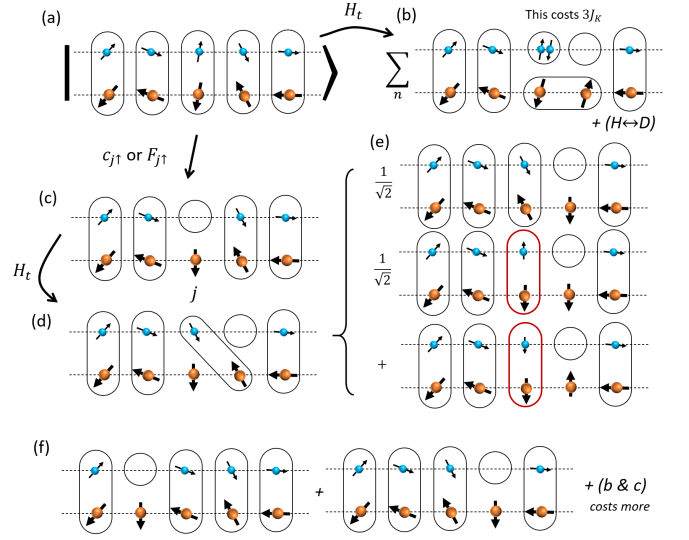 (a)
H_t
(b)
This costs 3J_K
∑
n
+ (H↔D)
c_{j↑} or F_{j↑}
(c)
H_t
j
(d)
(e)
1/√2
1/√2
+
(f)
+
+ (b & c)
costs more